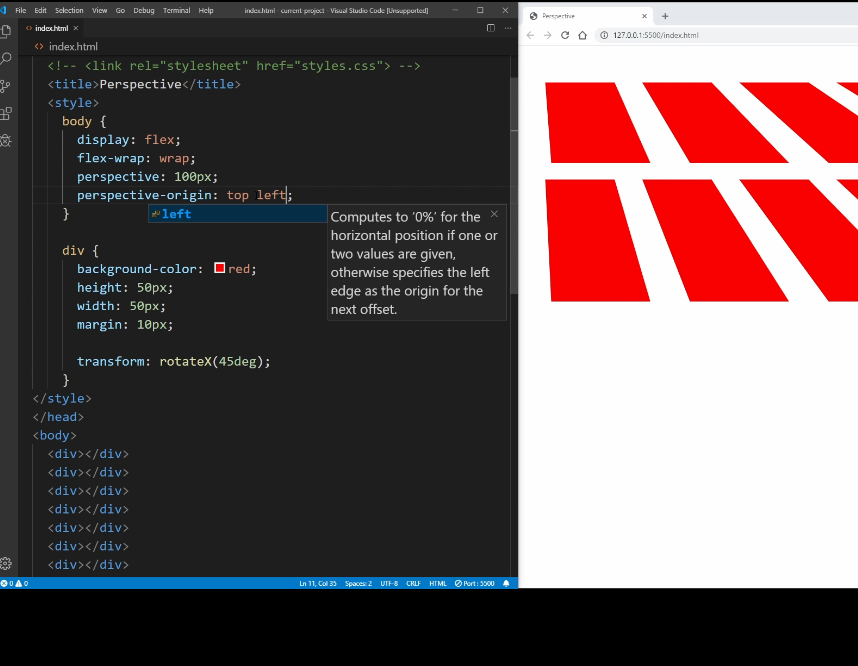 File Edit Selection View Go Debug Terminal Help index.html - current-project - Visual Studio Code [Unsupported]
index.html
index.html
<!-- <link rel="stylesheet" href="styles.css"> -->
<title>Perspective</title>
<style>
body {
display: flex;
flex-wrap: wrap;
perspective: 100px;
perspective-origin: top left;
}
left
Computes to '0%' for the
horizontal position if one or
two values are given,
otherwise specifies the left
edge as the origin for the
next offset.
div {
background-color: red;
height: 50px;
width: 50px;
margin: 10px;
transform: rotateX(45deg);
}
</style>
</head>
<body>
<div></div>
<div></div>
<div></div>
<div></div>
<div></div>
<div></div>
<div></div>
0 0 Ln 11, Col 35 Spaces: 2 UTF-8 CRLF HTML Port : 5500
Perspective
127.0.0.1:5500/index.html